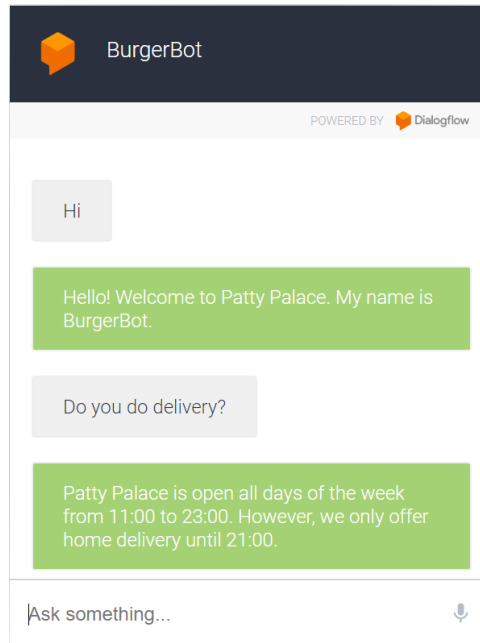 BurgerBot
POWERED BY Dialogflow
Hi
Hello! Welcome to Patty Palace. My name is
BurgerBot.
Do you do delivery?
Patty Palace is open all days of the week
from 11:00 to 23:00. However, we only offer
home delivery until 21:00.
Ask something...